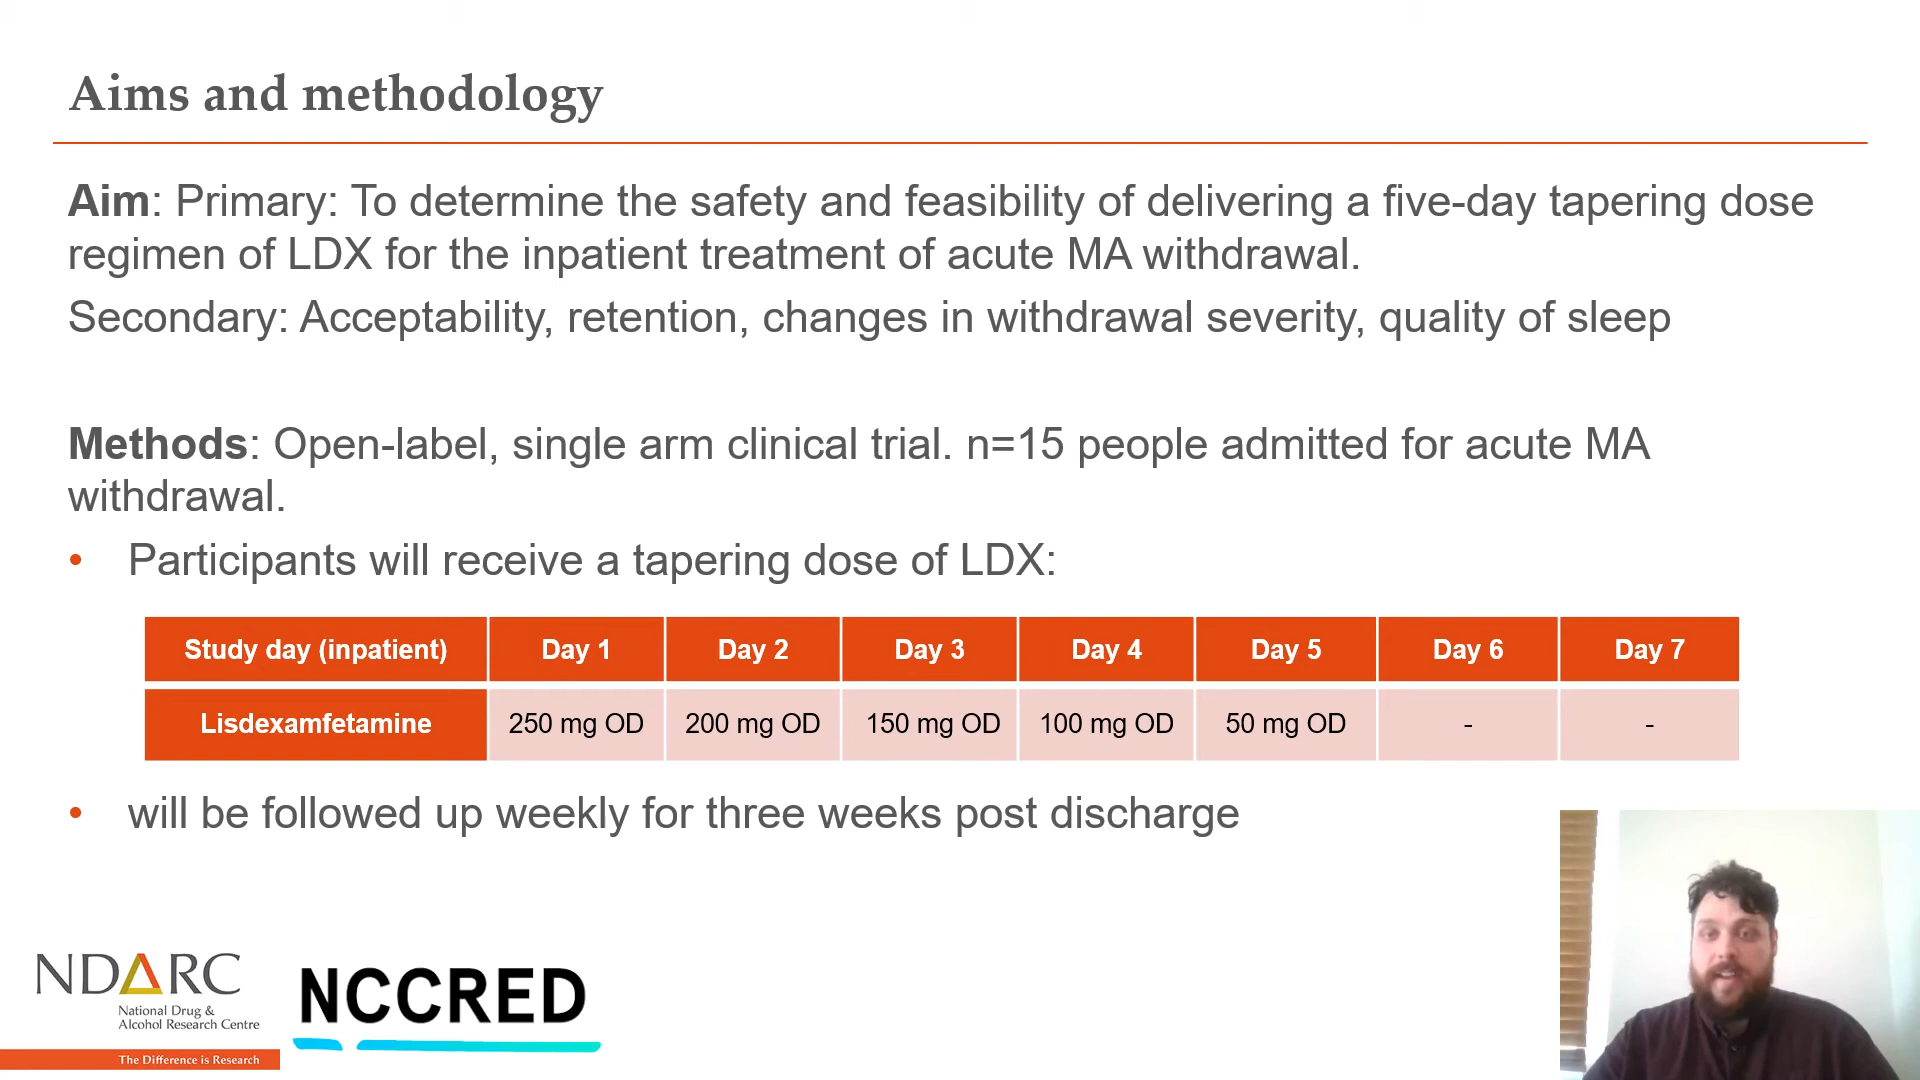 Aims and methodology
Aim: Primary: To determine the safety and feasibility of delivering a five-day tapering dose
regimen of LDX for the inpatient treatment of acute MA withdrawal.
Secondary: Acceptability, retention, changes in withdrawal severity, quality of sleep
Methods: Open-label, single arm clinical trial. n=15 people admitted for acute MA
withdrawal.
• Participants will receive a tapering dose of LDX:
Study day (inpatient) Day 1 Day 2 Day 3 Day 4 Day 5 Day 6 Day 7
Lisdexamfetamine 250 mg OD 200 mg OD 150 mg OD 100 mg OD 50 mg OD - -
• will be followed up weekly for three weeks post discharge
NDARC
National Drug &
Alcohol Research Centre
The Difference is Research
NCCRED